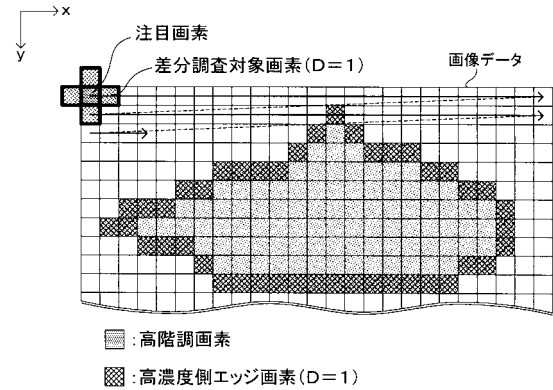 x
y
注目画素
差分調査対象画素(D=1)
画像データ
:高階調画素
:高濃度側エッジ画素(D=1)